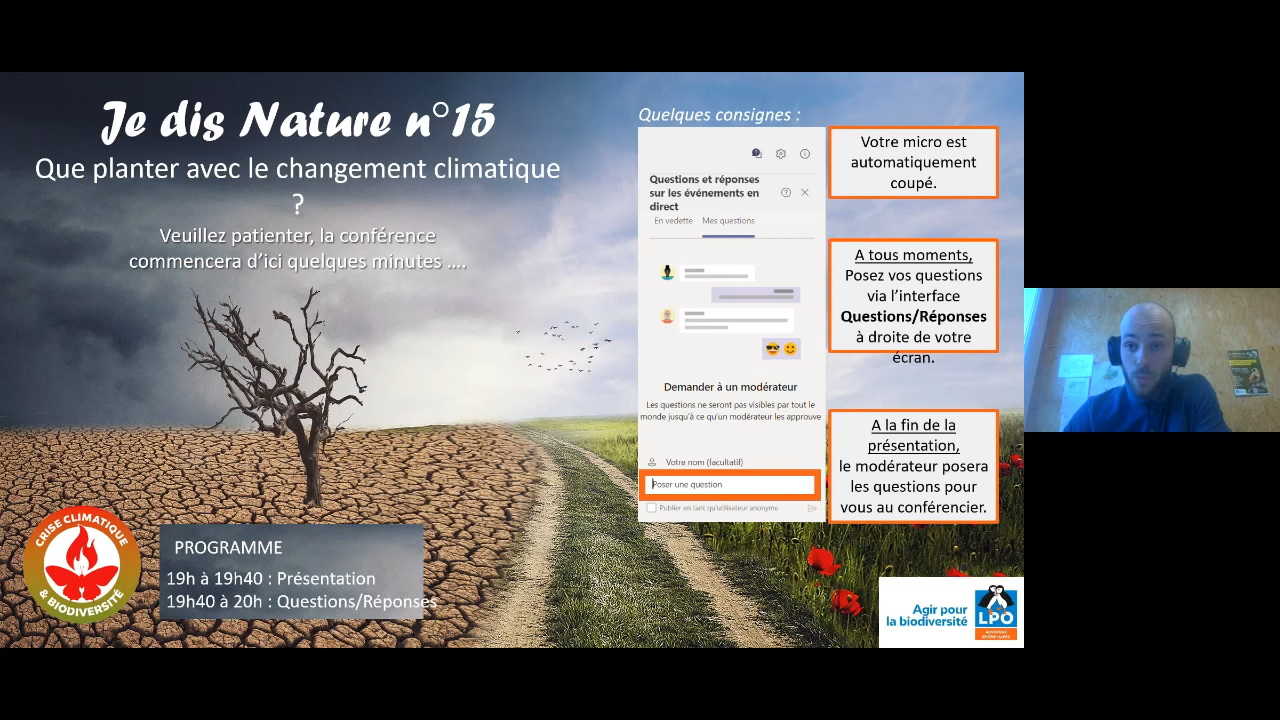 Je dis Nature n°15
Que planter avec le changement climatique
?
Veuillez patienter, la conférence
commencera d'ici quelques minutes ....
CRISE CLIMATIQUE
& BIODIVERSITÉ
PROGRAMME
19h à 19h40 : Présentation
19h40 à 20h : Questions/Réponses
Quelques consignes :
Questions et réponses
sur les événements en
direct
En vedette Mes questions
Demander à un modérateur
Les questions ne seront pas visibles par tout le
monde jusqu'à ce qu'un modérateur les approuve
Votre nom (facultatif)
Poser une question
Publier en tant qu'utilisateur anonyme
Votre micro est
automatiquement
coupé.
A tous moments,
Posez vos questions
via l'interface
Questions/Réponses
à droite de votre
écran.
A la fin de la
présentation,
le modérateur posera
les questions pour
vous au conférencier.
Agir pour
la biodiversité
LPO
AUVERGNE
RHÔNE-ALPES